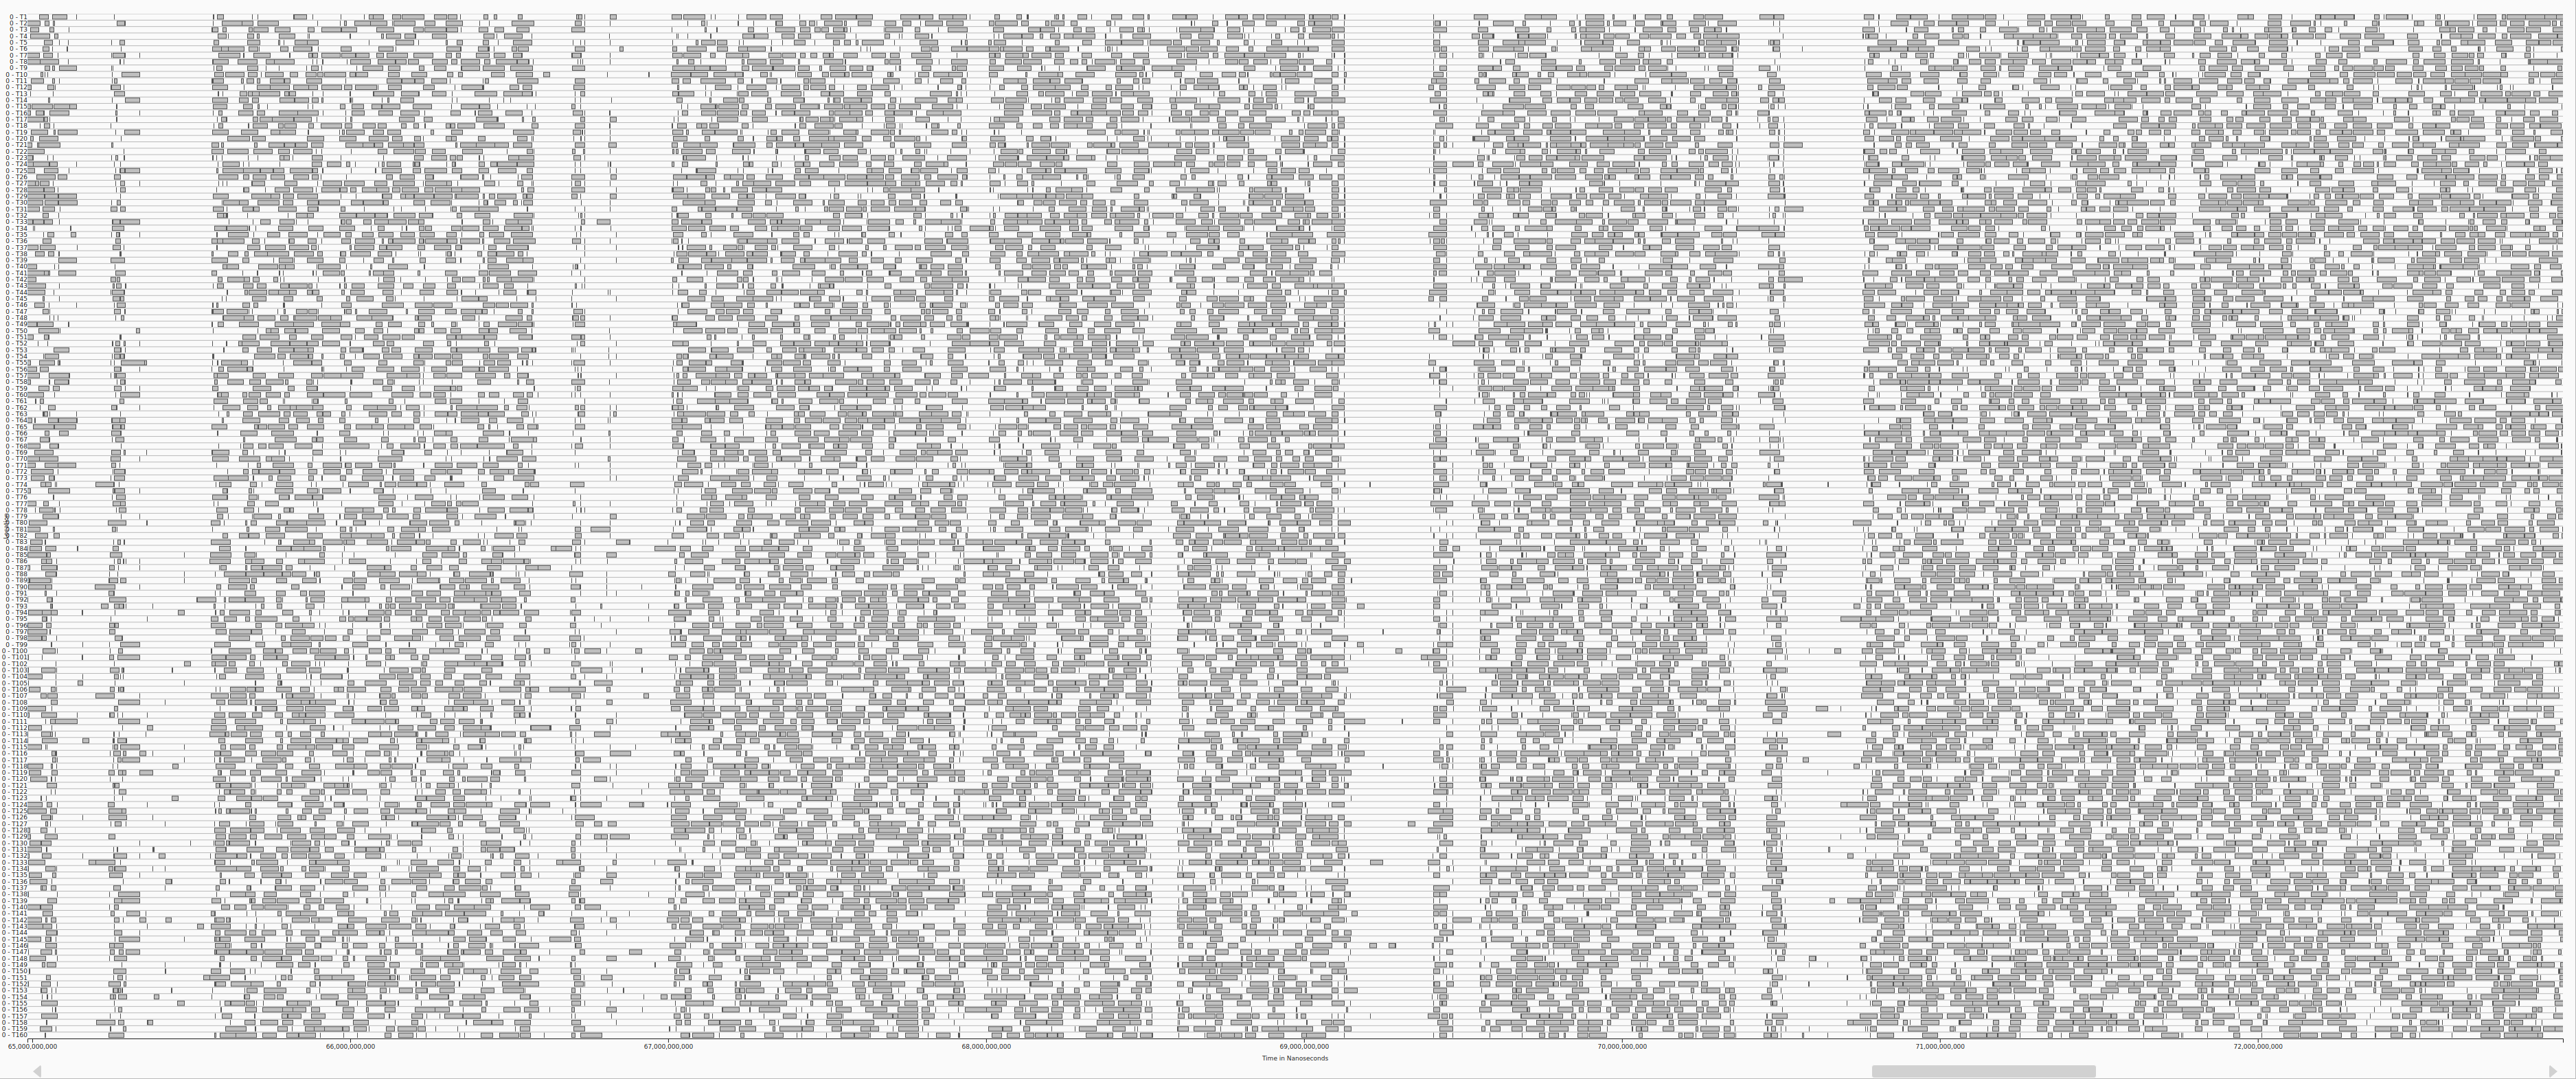 0 - T1
0 - T2
0 - T3
0 - T4
0 - T5
0 - T6
0 - T7
0 - T8
0 - T9
0 - T10
0 - T11
0 - T12
0 - T13
0 - T14
0 - T15
0 - T16
0 - T17
0 - T18
0 - T19
0 - T20
0 - T21
0 - T22
0 - T23
0 - T24
0 - T25
0 - T26
0 - T27
0 - T28
0 - T29
0 - T30
0 - T31
0 - T32
0 - T33
0 - T34
0 - T35
0 - T36
0 - T37
0 - T38
0 - T39
0 - T40
0 - T41
0 - T42
0 - T43
0 - T44
0 - T45
0 - T46
0 - T47
0 - T48
0 - T49
0 - T50
0 - T51
0 - T52
0 - T53
0 - T54
0 - T55
0 - T56
0 - T57
0 - T58
0 - T59
0 - T60
0 - T61
0 - T62
0 - T63
0 - T64
0 - T65
0 - T66
0 - T67
0 - T68
0 - T69
0 - T70
0 - T71
0 - T72
0 - T73
0 - T74
0 - T75
0 - T76
0 - T77
0 - T78
0 - T79
0 - T80
0 - T81
0 - T82
0 - T83
0 - T84
0 - T85
0 - T86
0 - T87
0 - T88
0 - T89
0 - T90
0 - T91
0 - T92
0 - T93
0 - T94
0 - T95
0 - T96
0 - T97
0 - T98
0 - T99
0 - T100
0 - T101
0 - T102
0 - T103
0 - T104
0 - T105
0 - T106
0 - T107
0 - T108
0 - T109
0 - T110
0 - T111
0 - T112
0 - T113
0 - T114
0 - T115
0 - T116
0 - T117
0 - T118
0 - T119
0 - T120
0 - T121
0 - T122
0 - T123
0 - T124
0 - T125
0 - T126
0 - T127
0 - T128
0 - T129
0 - T130
0 - T131
0 - T132
0 - T133
0 - T134
0 - T135
0 - T136
0 - T137
0 - T138
0 - T139
0 - T140
0 - T141
0 - T142
0 - T143
0 - T144
0 - T145
0 - T146
0 - T147
0 - T148
0 - T149
0 - T150
0 - T151
0 - T152
0 - T153
0 - T154
0 - T155
0 - T156
0 - T157
0 - T158
0 - T159
0 - T160
65,000,000,000 66,000,000,000 67,000,000,000 68,000,000,000 69,000,000,000 70,000,000,000 71,000,000,000 72,000,000,000
Time in Nanoseconds